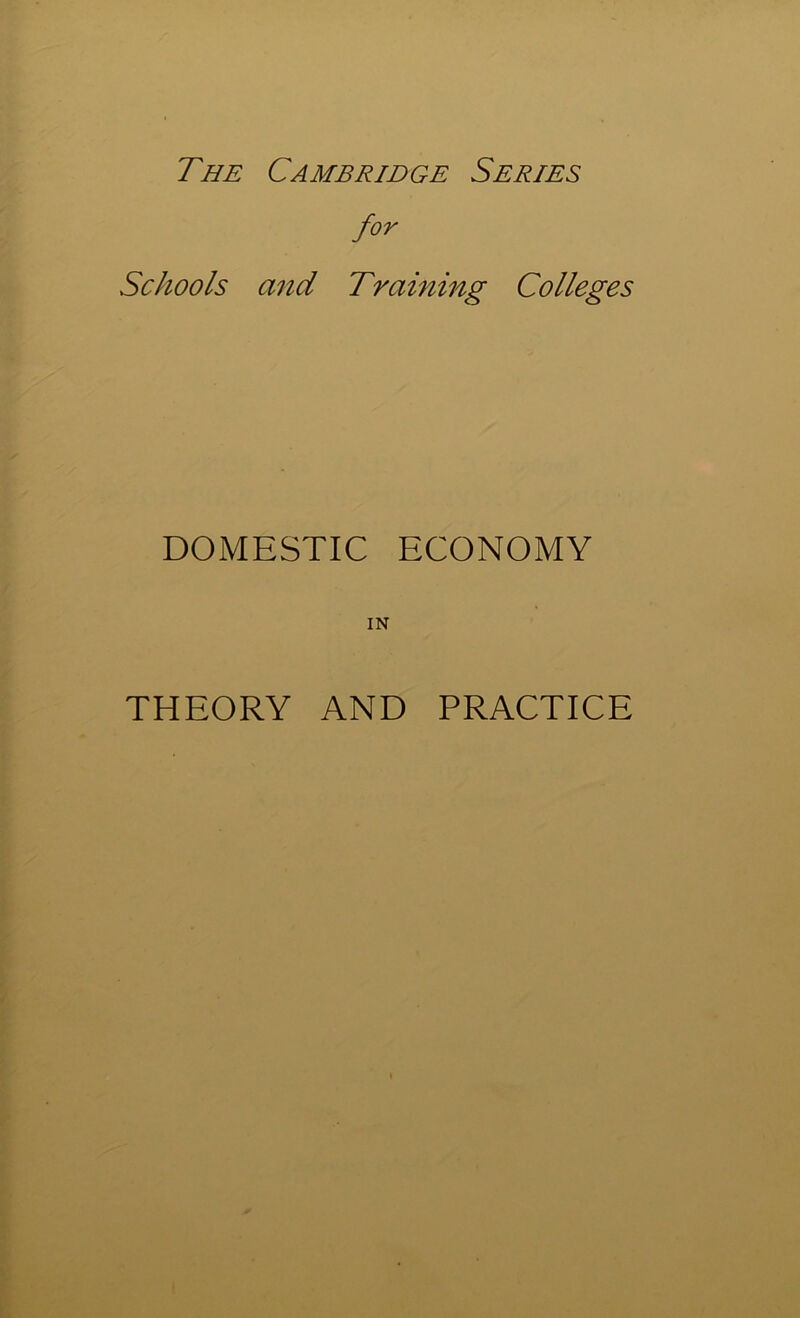 The Cambridge Series
for
Schools and Training Colleges
DOMESTIC ECONOMY
IN
THEORY AND PRACTICE